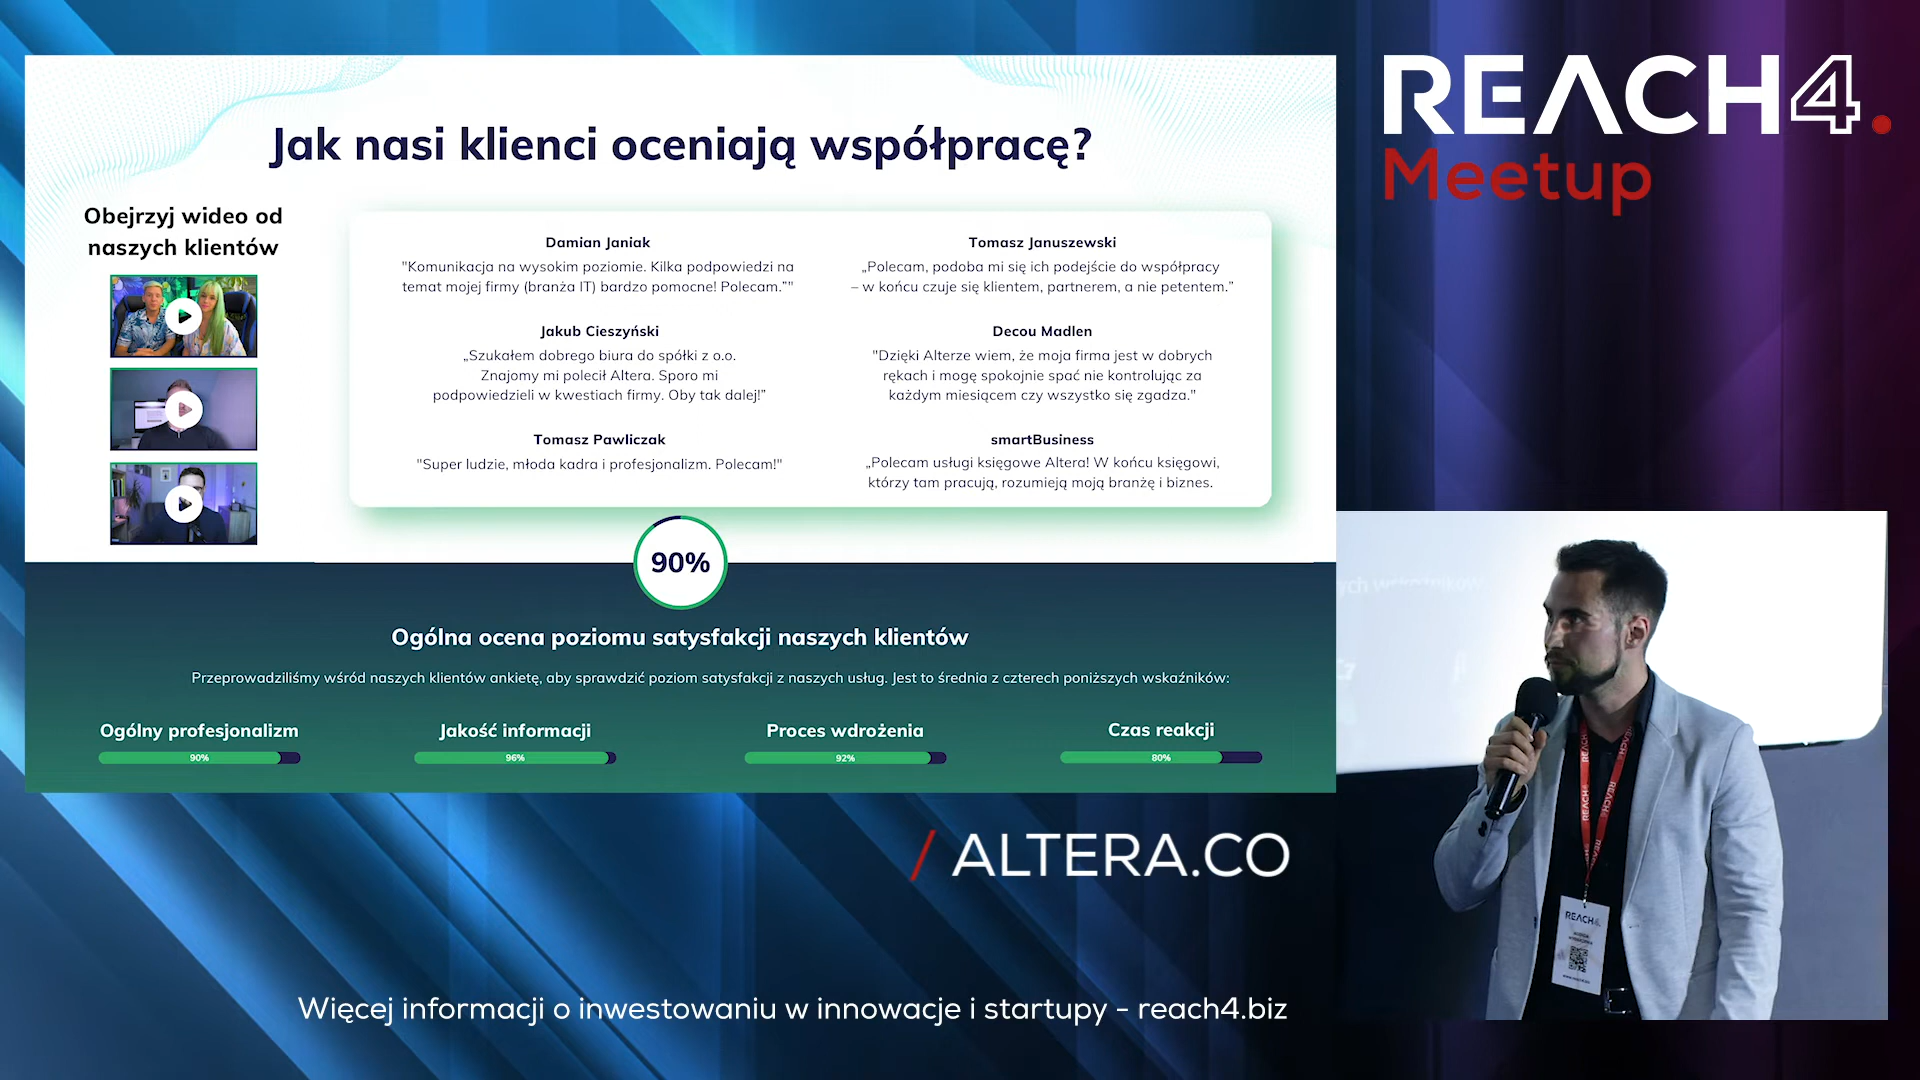 REACH4.
Meetup
Jak nasi klienci oceniają współpracę?
Obejrzyj wideo od
naszych klientów
Damian Janiak
"Komunikacja na wysokim poziomie. Kilka podpowiedzi na
temat mojej firmy (branża IT) bardzo pomocne! Polecam.”"
Jakub Cieszyński
„Szukałem dobrego biura do spółki z o.o.
Znajomy mi polecił Altera. Sporo mi
podpowiedzieli w kwestiach firmy. Oby tak dalej!”
Tomasz Pawliczak
"Super ludzie, młoda kadra i profesjonalizm. Polecam!"
Tomasz Januszewski
„Polecam, podoba mi się ich podejście do współpracy
– w końcu czuje się klientem, partnerem, a nie petentem.”
Decou Madlen
"Dzięki Alterze wiem, że moja firma jest w dobrych
rękach i mogę spokojnie spać nie kontrolując za
każdym miesiącem czy wszystko się zgadza."
smartBusiness
„Polecam usługi księgowe Altera! W końcu księgowi,
którzy tam pracują, rozumieją moją branżę i biznes.
90%
Ogólna ocena poziomu satysfakcji naszych klientów
Przeprowadziliśmy wśród naszych klientów ankietę, aby sprawdzić poziom satysfakcji z naszych usług. Jest to średnia z czterech poniższych wskaźników:
Ogólny profesjonalizm
90%
Jakość informacji
96%
Proces wdrożenia
92%
Czas reakcji
80%
REACH4
REACH4
REACH4.
/ ALTERA.CO
Więcej informacji o inwestowaniu w innowacje i startupy - reach4.biz